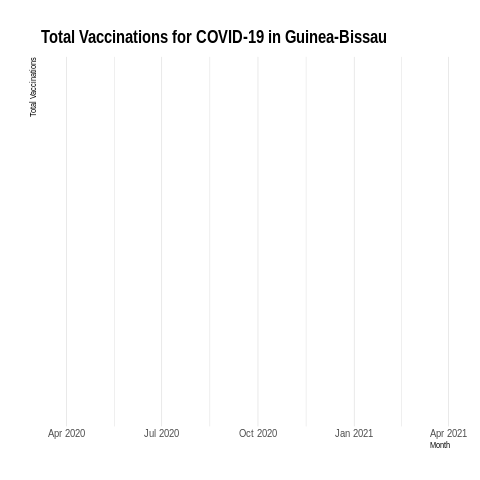 Total Vaccinations for COVID-19 in Guinea-Bissau
Total Vaccinations
Apr 2020 Jul 2020 Oct 2020 Jan 2021 Apr 2021
Month